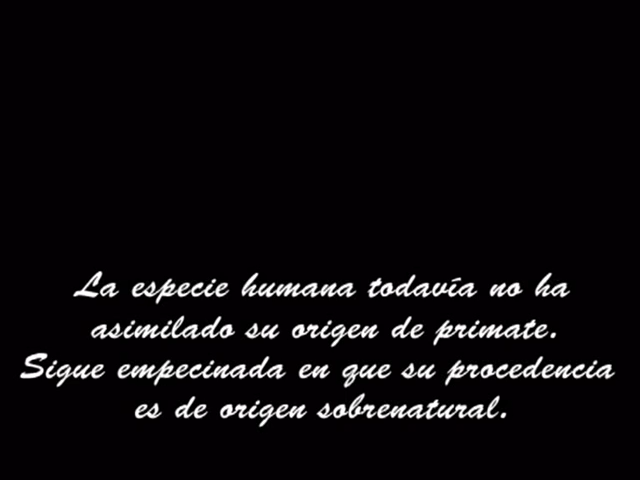 La especie humana todavía no ha
asimilado su origen de primate.
Sigue empecinada en que su procedencia
es de origen sobrenatural.